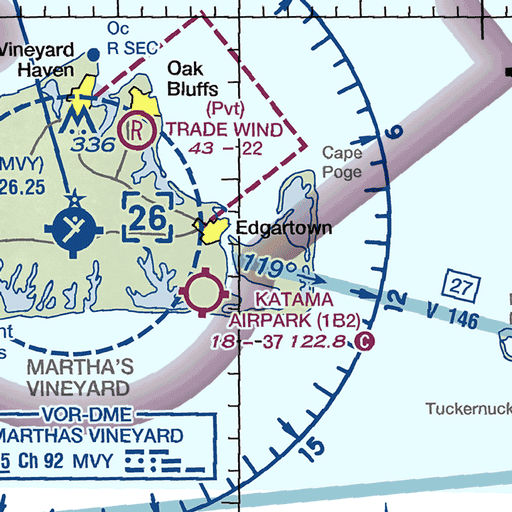 Oc
R SEC
Vineyard
Haven
Oak
Bluffs
(Pvt)
TRADE WIND
43 - -22
R
336
6
Cape
Poge
MVY)
26.25
26
Edgartown
119°
27
12
V 146
KATAMA
AIRPARK (1B2)
18 - -37 122.8 C
MARTHA'S
VINEYARD
Tuckernuck
VOR-DME
MARTHAS VINEYARD
5 Ch 92 MVY
15